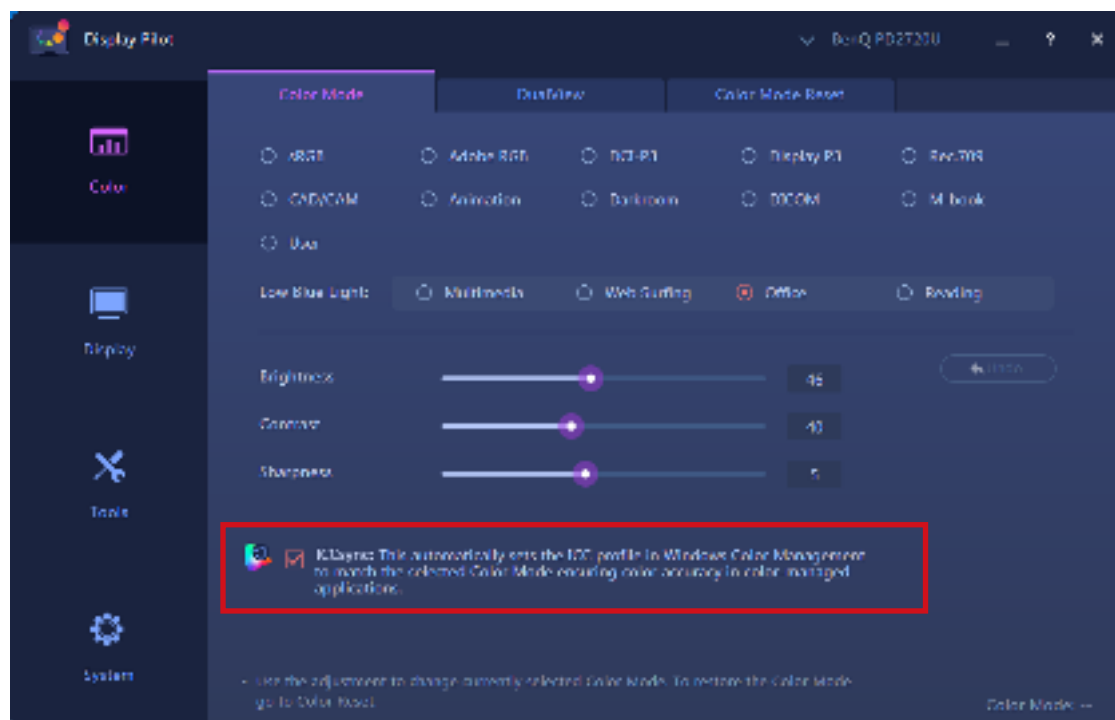 Display Pilot
BenQ PD2720U
?
Color Mode
DualView
Color Mode Reset
sRGB
Adobe RGB
DCI-P3
Display P3
Rec.709
CAD/CAM
Animation
Darkroom
DICOM
M-book
User
Low Blue Light:
Multimedia
Web Surfing
Office
Reading
Brightness
46
Undo
Contrast
40
Sharpness
5
ICCsync: This automatically sets the ICC profile in Windows Color Management
to match the selected Color Mode ensuring color accuracy in color managed
applications.
- Use the adjustment to change currently selected Color Mode. To restore the Color Mode
go to Color Reset
Color Mode: --
Color
Display
Tools
System